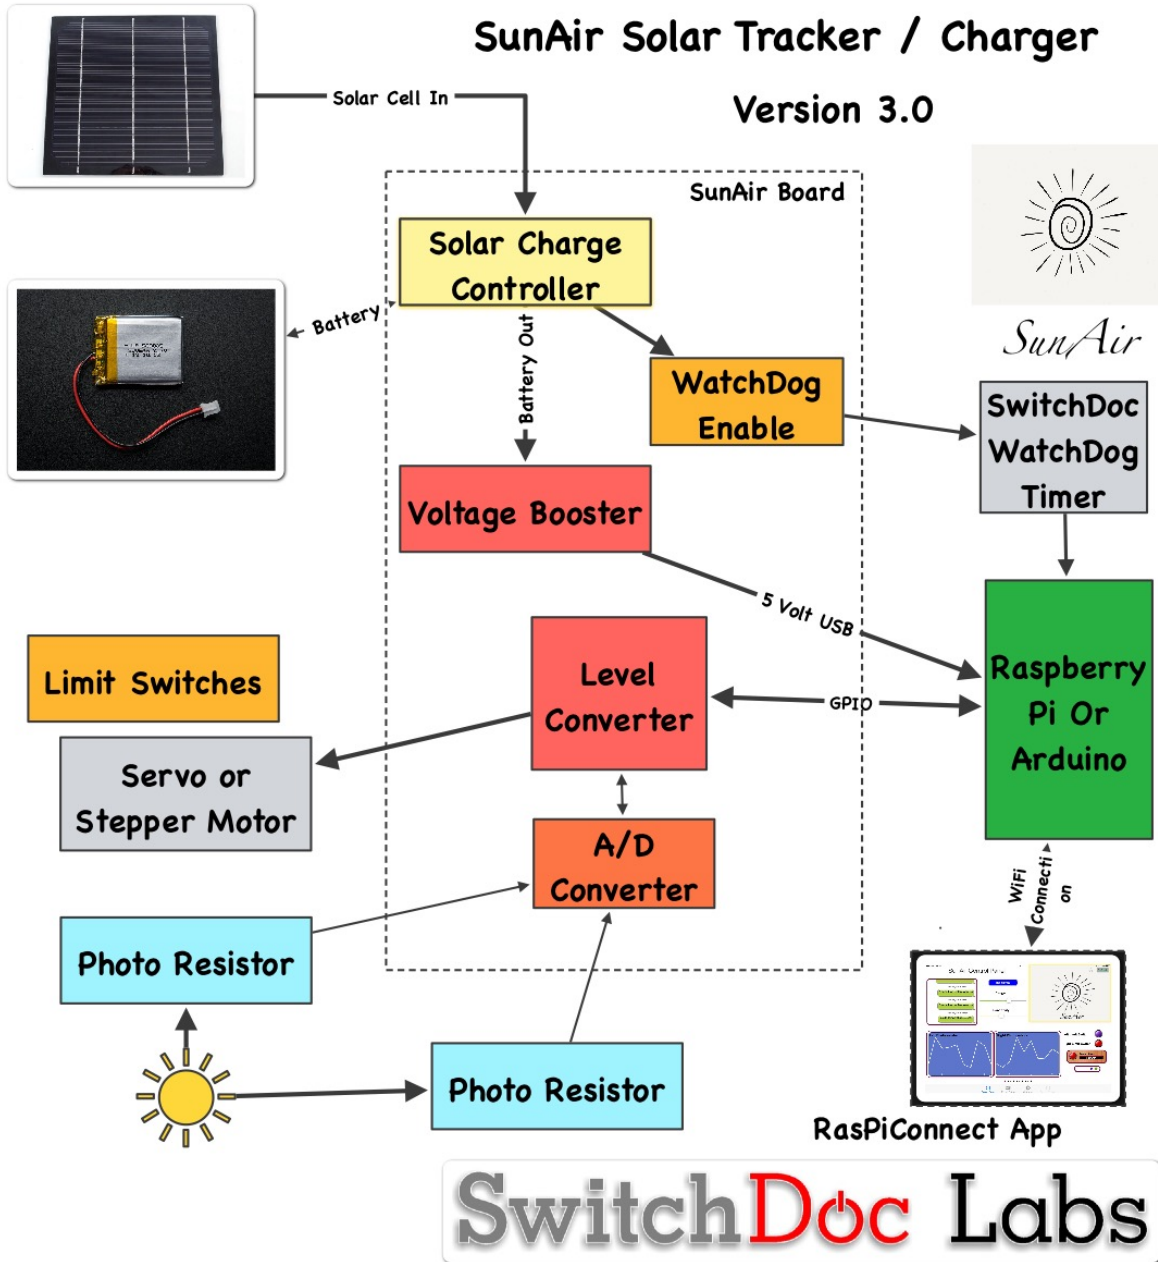 SunAir Solar Tracker / Charger
Version 3.0
Solar Cell In
SunAir Board
Solar Charge
Controller
Battery
Battery Out
WatchDog
Enable
SunAir
SwitchDoc
WatchDog
Timer
Voltage Booster
5 Volt USB
Limit Switches
Level
Converter
GPIO
Raspberry
Pi Or
Arduino
Servo or
Stepper Motor
A/D
Converter
WiFi
Connecti
on
Photo Resistor
Photo Resistor
RasPiConnect App
SwitchDoc Labs